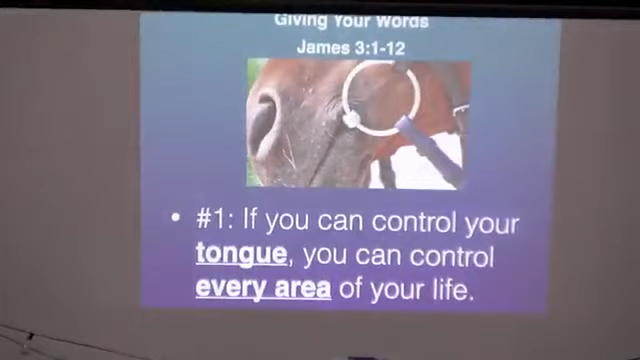 Giving Your Words
James 3:1-12
• #1: If you can control your
tongue, you can control
every area of your life.